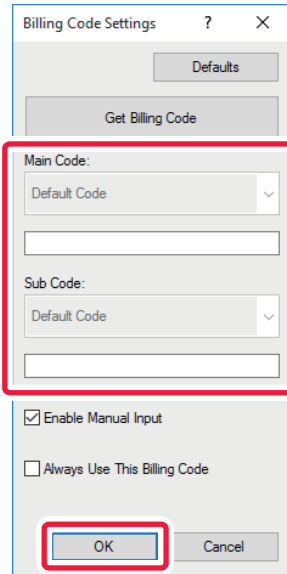 Billing Code Settings ? ×
Defaults
Get Billing Code
Main Code:
Default Code
Sub Code:
Default Code
Enable Manual Input
Always Use This Billing Code
OK Cancel